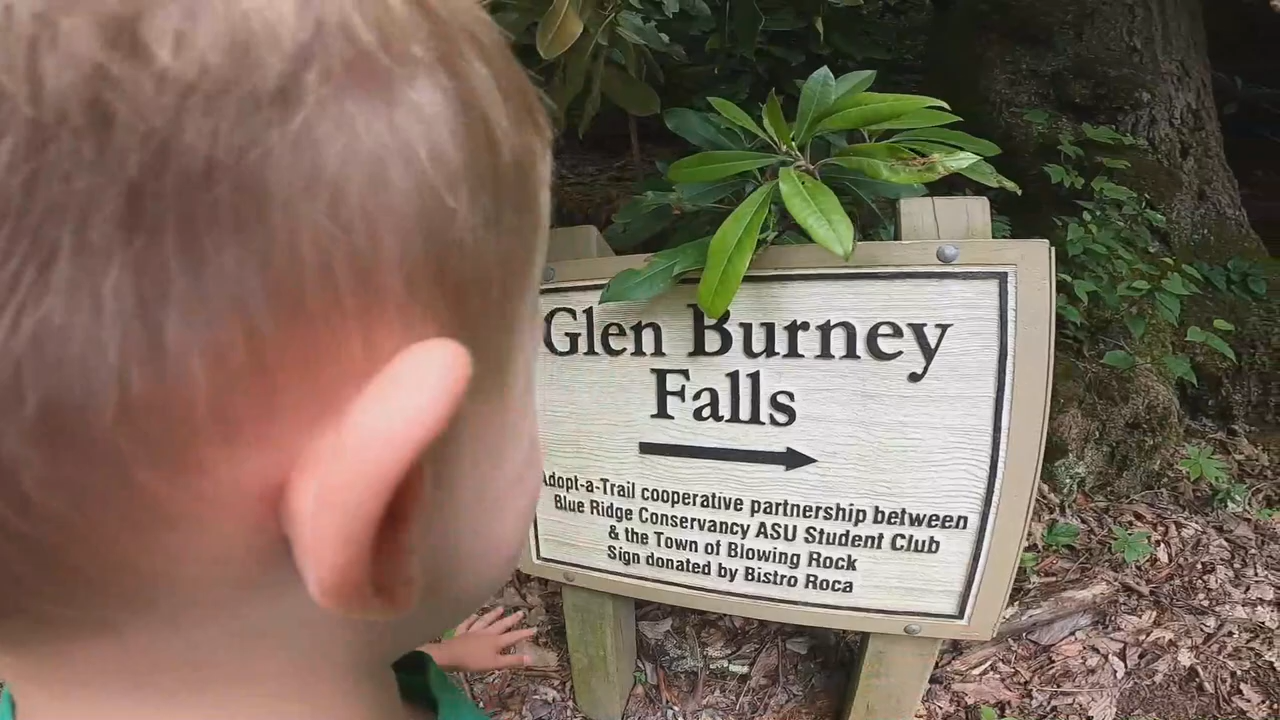 Glen Burney
Falls
Adopt-a-Trail cooperative partnership between
Blue Ridge Conservancy ASU Student Club
& the Town of Blowing Rock
Sign donated by Bistro Roca